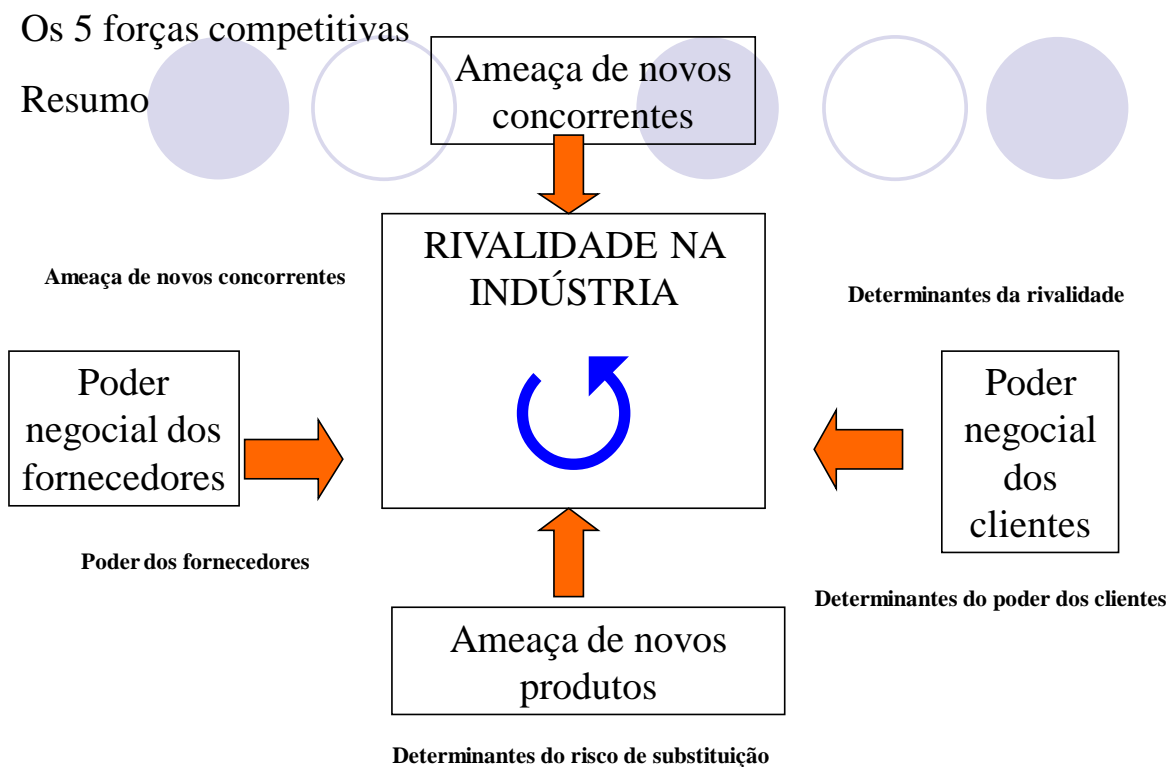 Os 5 forças competitivas
Resumo
Ameaça de novos
concorrentes
RIVALIDADE NA
INDÚSTRIA
Ameaça de novos concorrentes
Determinantes da rivalidade
Poder
negocial dos
fornecedores
Poder
negocial
dos
clientes
Poder dos fornecedores
Determinantes do poder dos clientes
Ameaça de novos
produtos
Determinantes do risco de substituição